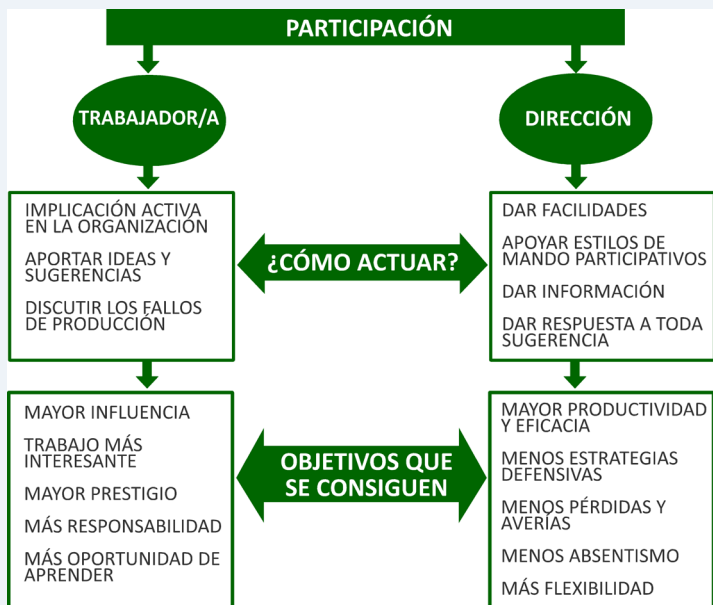 PARTICIPACIÓN
TRABAJADOR/A
DIRECCIÓN
IMPLICACIÓN ACTIVA
EN LA ORGANIZACIÓN
APORTAR IDEAS Y
SUGERENCIAS
DISCUTIR LOS FALLOS
DE PRODUCCIÓN
¿CÓMO ACTUAR?
DAR FACILIDADES
APOYAR ESTILOS DE
MANDO PARTICIPATIVOS
DAR INFORMACIÓN
DAR RESPUESTA A TODA
SUGERENCIA
MAYOR INFLUENCIA
TRABAJO MÁS
INTERESANTE
MAYOR PRESTIGIO
MÁS RESPONSABILIDAD
MÁS OPORTUNIDAD DE
APRENDER
OBJETIVOS QUE
SE CONSIGUEN
MAYOR PRODUCTIVIDAD
Y EFICACIA
MENOS ESTRATEGIAS
DEFENSIVAS
MENOS PÉRDIDAS Y
AVERÍAS
MENOS ABSENTISMO
MÁS FLEXIBILIDAD